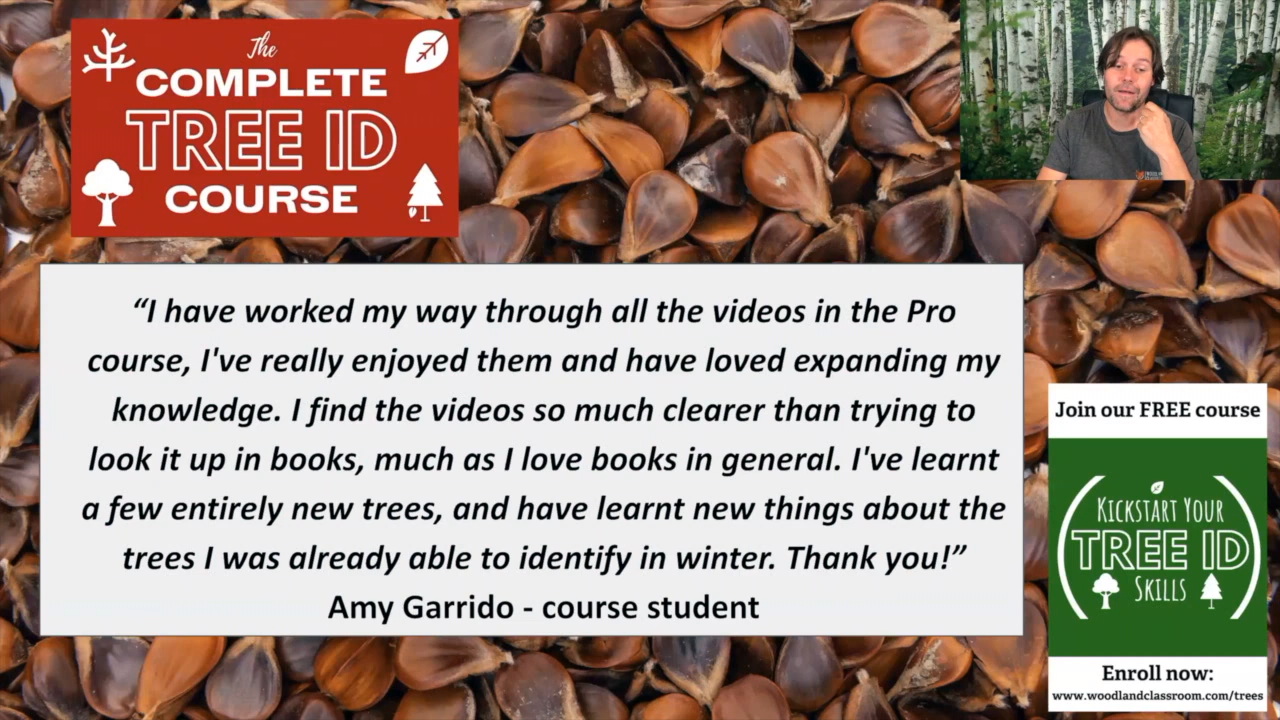 The
COMPLETE
TREE ID
COURSE
“I have worked my way through all the videos in the Pro
course, I've really enjoyed them and have loved expanding my
knowledge. I find the videos so much clearer than trying to
look it up in books, much as I love books in general. I've learnt
a few entirely new trees, and have learnt new things about the
trees I was already able to identify in winter. Thank you!”
Amy Garrido - course student
Join our FREE course
KICKSTART YOUR
TREE ID
SKILLS
Enroll now:
www.woodlandclassroom.com/trees